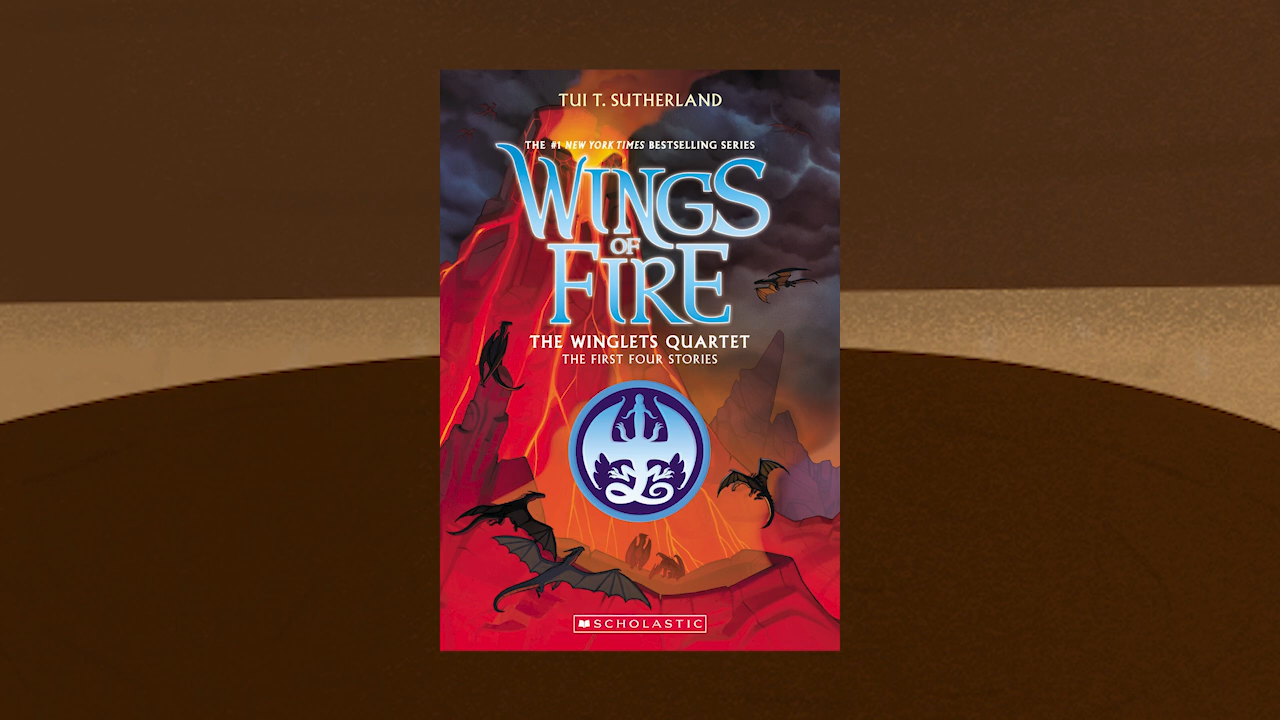 TUI T. SUTHERLAND
THE #1 NEW YORK TIMES BESTSELLING SERIES
WINGS
OF
FIRE
THE WINGLETS QUARTET
THE FIRST FOUR STORIES
SCHOLASTIC